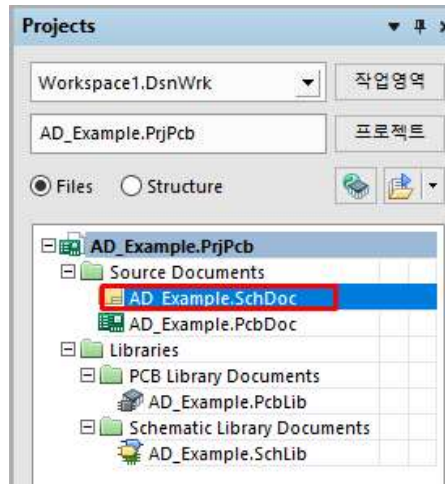 Projects
Workspace1.DsnWrk 작업영역
AD_Example.PrjPcb 프로젝트
Files Structure
AD_Example.PrjPcb
Source Documents
AD_Example.SchDoc
AD_Example.PcbDoc
Libraries
PCB Library Documents
AD_Example.PcbLib
Schematic Library Documents
AD_Example.SchLib